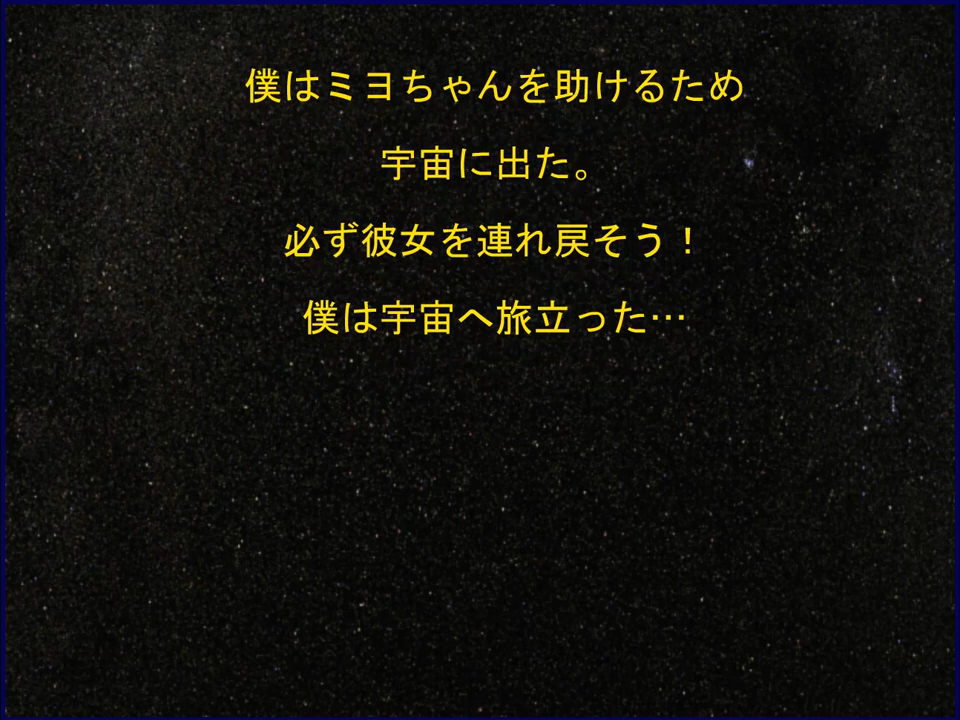 僕はミヨちゃんを助けるため
宇宙に出た。
必ず彼女を連れ戻そう！
僕は宇宙へ旅立った…